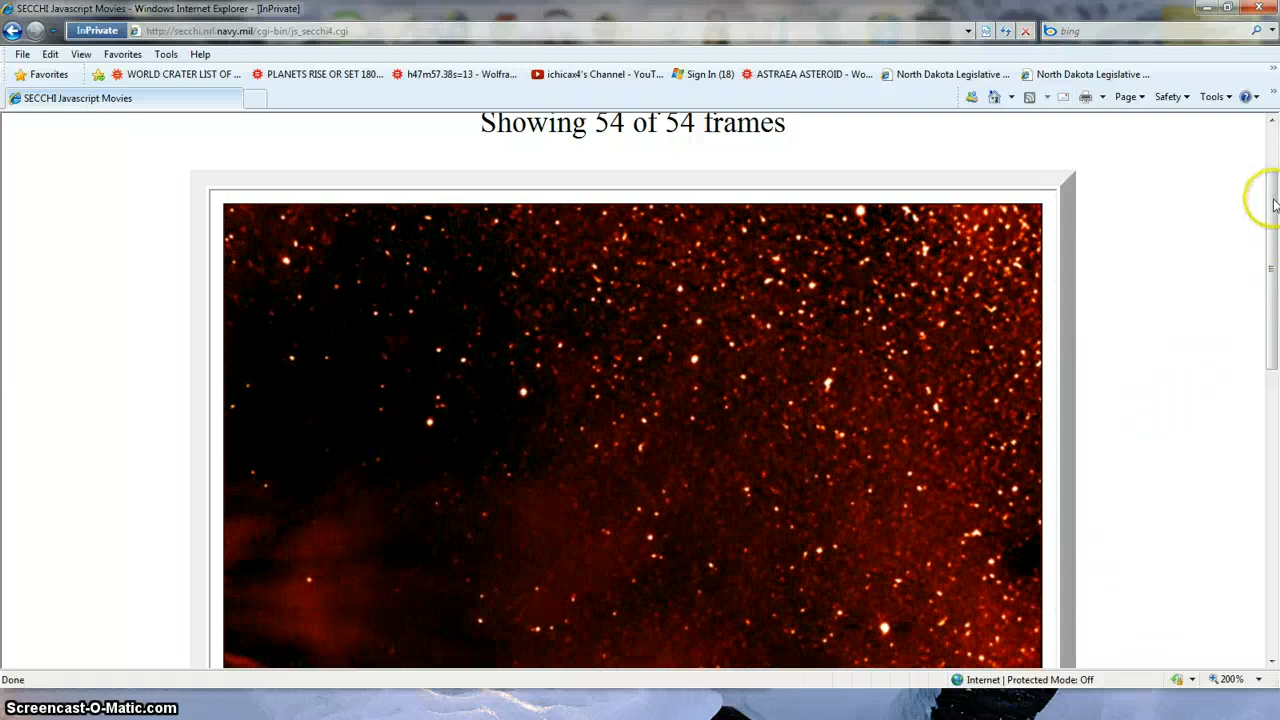 SECCHI Javascript Movies - Windows Internet Explorer - [InPrivate]
InPrivate http://secchi.nrl.navy.mil/cgi-bin/js_secchi4.cgi bing
File Edit View Favorites Tools Help
Favorites WORLD CRATER LIST OF ... PLANETS RISE OR SET 180... h47m57.38s=13 - Wolfra... ichicax4's Channel - YouT... Sign In (18) ASTRAEA ASTEROID - Wo... North Dakota Legislative ... North Dakota Legislative ...
SECCHI Javascript Movies
Page Safety Tools
Showing 54 of 54 frames
Done Internet | Protected Mode: Off 200%
Screencast-O-Matic.com